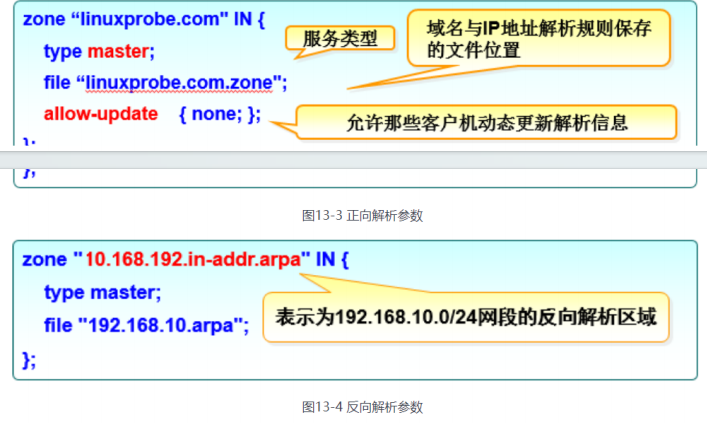 zone “linuxprobe.com" IN {
服务类型
域名与IP地址解析规则保存
的文件位置
type master;
file “linuxprobe.com.zone";
allow-update { none; };
允许那些客户机动态更新解析信息
};
};
图13-3 正向解析参数
zone "10.168.192.in-addr.arpa" IN {
type master;
file "192.168.10.arpa";
表示为192.168.10.0/24网段的反向解析区域
};
图13-4 反向解析参数